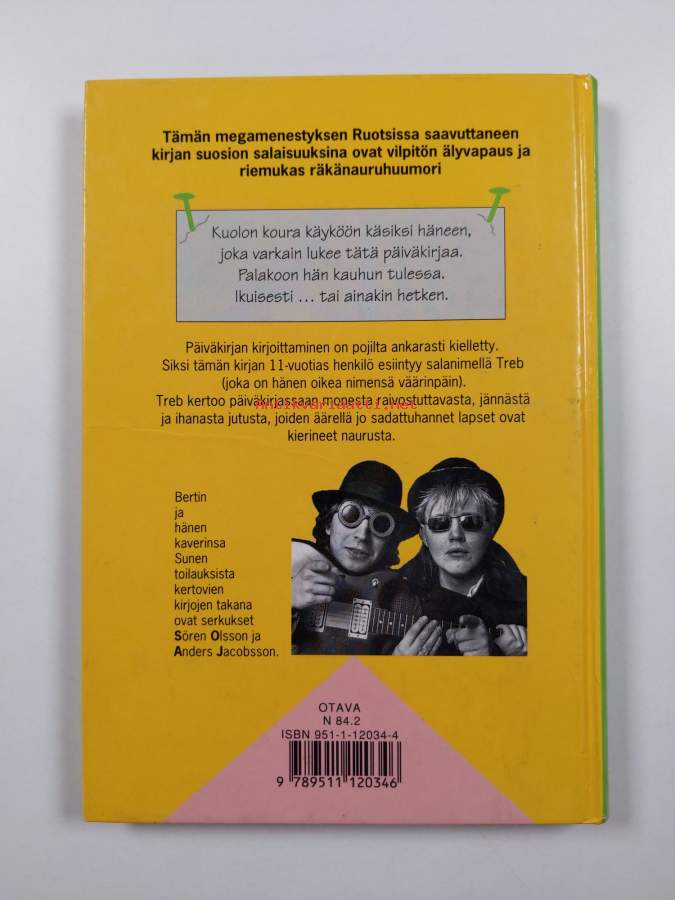 Tämän megamenestyksen Ruotsissa saavuttaneen
kirjan suosion salaisuuksina ovat vilpitön älyvapaus ja
riemukas räkänauruhuumori
Kuolon koura käyköön käsiksi häneen,
joka varkain lukee tätä päiväkirjaa.
Palakoon hän kauhun tulessa.
Ikuisesti ... tai ainakin hetken.
Päiväkirjan kirjoittaminen on pojilta ankarasti kielletty.
Siksi tämän kirjan 11-vuotias henkilö esiintyy salanimellä Treb
(joka on hänen oikea nimensä väärinpäin).
Treb kertoo päiväkirjassaan monesta raivostuttavasta, jännästä
Antikvariaatti.net
ja ihanasta jutusta, joiden äärellä jo sadattuhannet lapset ovat
kierineet naurusta.
Bertin
ja
hänen
kaverinsa
Sunen
toilauksista
kertovien
kirjojen takana
ovat serkukset
Sören Olsson ja
Anders Jacobsson.
OTAVA
N 84.2
ISBN 951-1-12034-4
9 789511 120346